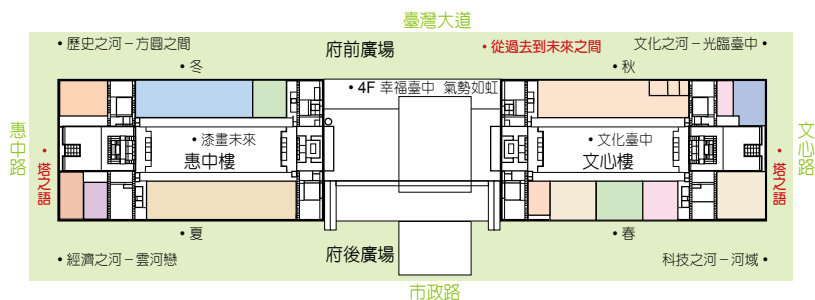 臺灣大道
• 歷史之河－方圓之間
府前廣場
• 從過去到未來之間
文化之河－光臨臺中 •
• 冬
• 秋
• 4F 幸福臺中 氣勢如虹
惠中路
• 塔之語
• 漆畫未來
惠中樓
• 文化臺中
文心樓
• 塔之語
文心路
• 夏
• 春
• 經濟之河－雲河戀
府後廣場
科技之河－河域 •
市政路